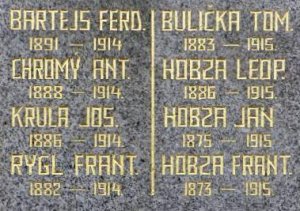 BARTEJS FERD.
1891 — 1914.
CHROMÝ ANT.
1888 — 1914.
KRULA JOS.
1886 — 1914.
RYGL FRANT.
1882 — 1914.
BULIČKA TOM.
1883 — 1915.
HOBZA LEOP.
1886 — 1915.
HOBZA JAN
1875 — 1915
HOBZA FRANT.
1873 — 1915